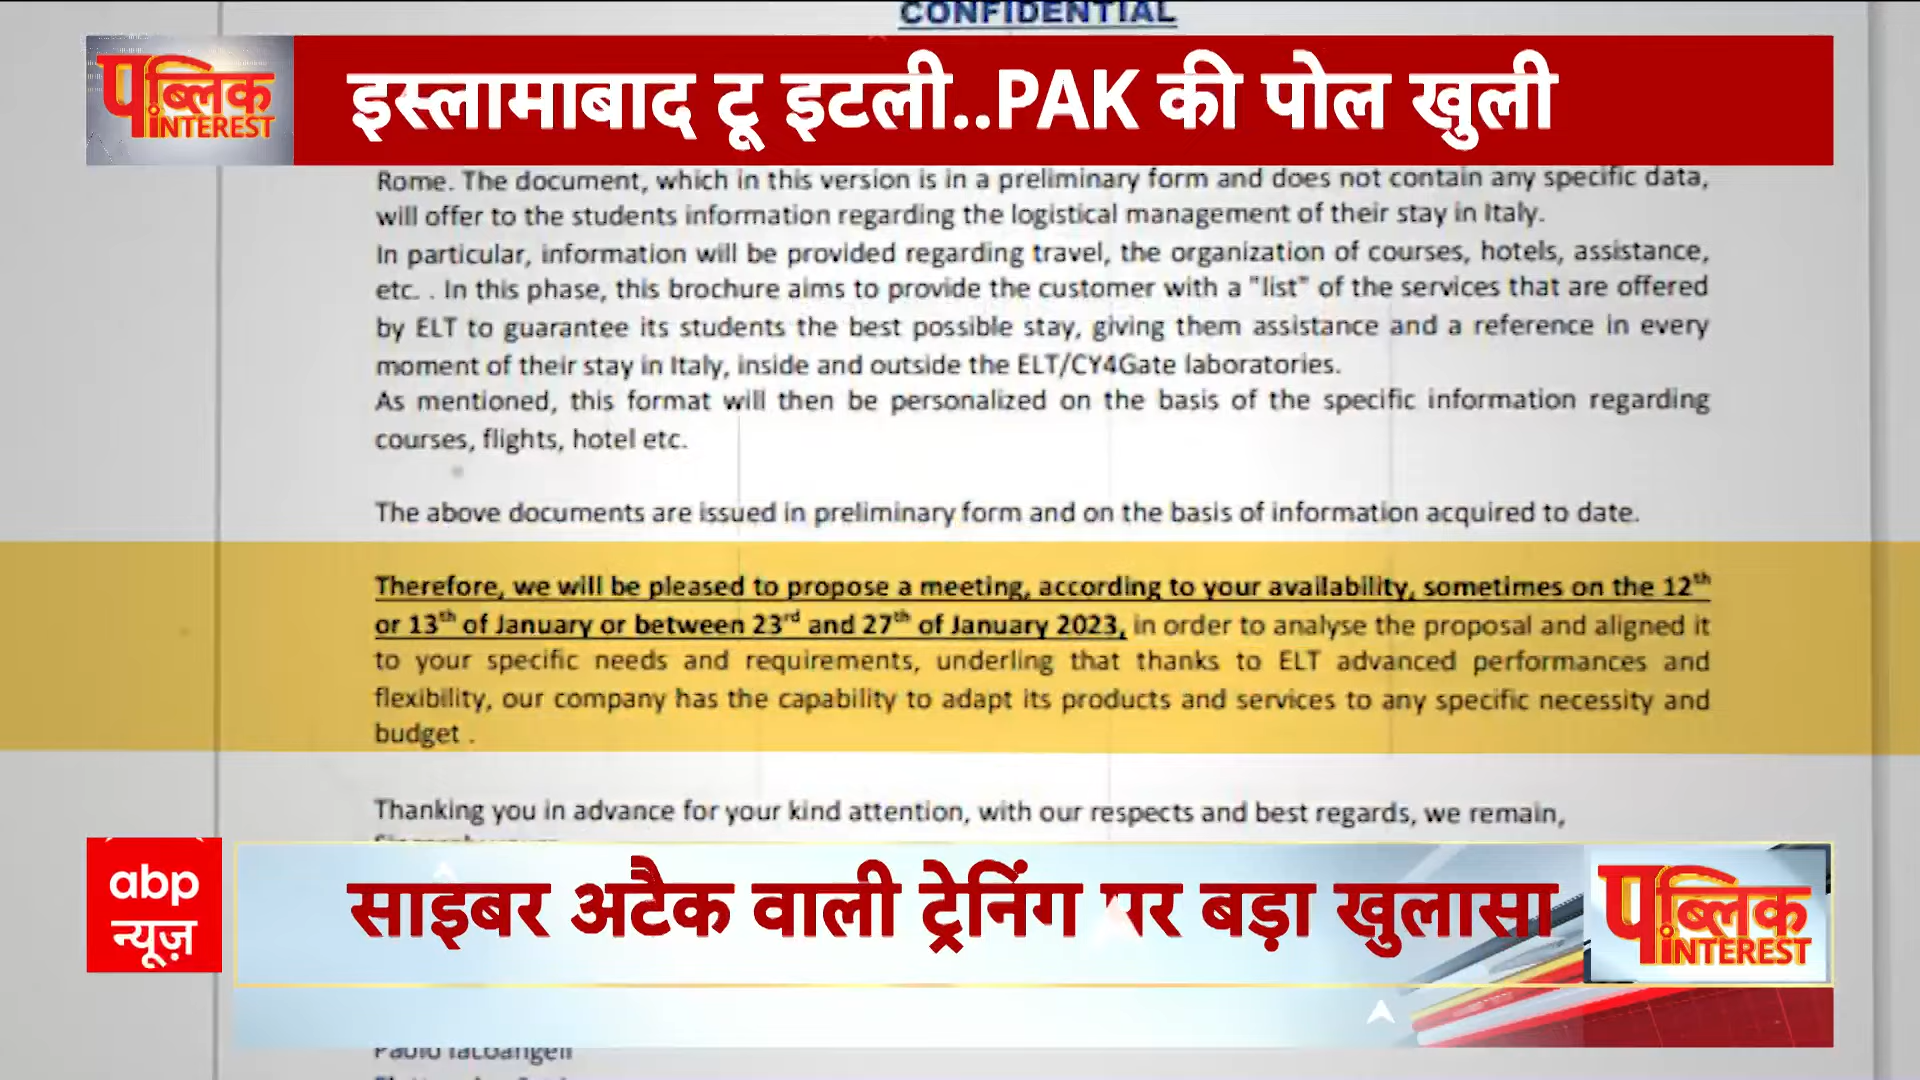 CONFIDENTIAL
पब्लिक
INTEREST
इस्लामाबाद टू इटली..PAK की पोल खुली
Rome. The document, which in this version is in a preliminary form and does not contain any specific data,
will offer to the students information regarding the logistical management of their stay in Italy.
In particular, information will be provided regarding travel, the organization of courses, hotels, assistance,
etc. . In this phase, this brochure aims to provide the customer with a "list" of the services that are offered
by ELT to guarantee its students the best possible stay, giving them assistance and a reference in every
moment of their stay in Italy, inside and outside the ELT/CY4Gate laboratories.
As mentioned, this format will then be personalized on the basis of the specific information regarding
courses, flights, hotel etc.
The above documents are issued in preliminary form and on the basis of information acquired to date.
Therefore, we will be pleased to propose a meeting, according to your availability, sometimes on the 12th
or 13th of January or between 23rd and 27th of January 2023, in order to analyse the proposal and aligned it
to your specific needs and requirements, underling that thanks to ELT advanced performances and
flexibility, our company has the capability to adapt its products and services to any specific necessity and
budget .
Thanking you in advance for your kind attention, with our respects and best regards, we remain,
abp
न्यूज़
साइबर अटैक वाली ट्रेनिंग पर बड़ा खुलासा
पब्लिक
INTEREST
Paolo Iacoangeli